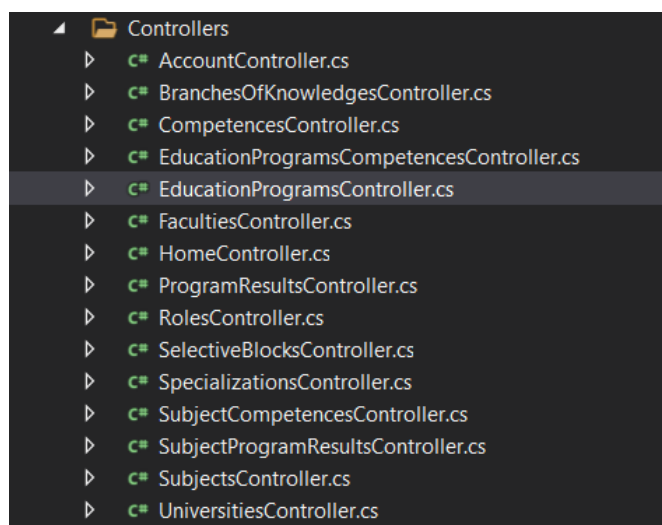 Controllers
C# AccountController.cs
C# BranchesOfKnowledgesController.cs
C# CompetencesController.cs
C# EducationProgramsCompetencesController.cs
C# EducationProgramsController.cs
C# FacultiesController.cs
C# HomeController.cs
C# ProgramResultsController.cs
C# RolesController.cs
C# SelectiveBlocksController.cs
C# SpecializationsController.cs
C# SubjectCompetencesController.cs
C# SubjectProgramResultsController.cs
C# SubjectsController.cs
C# UniversitiesController.cs